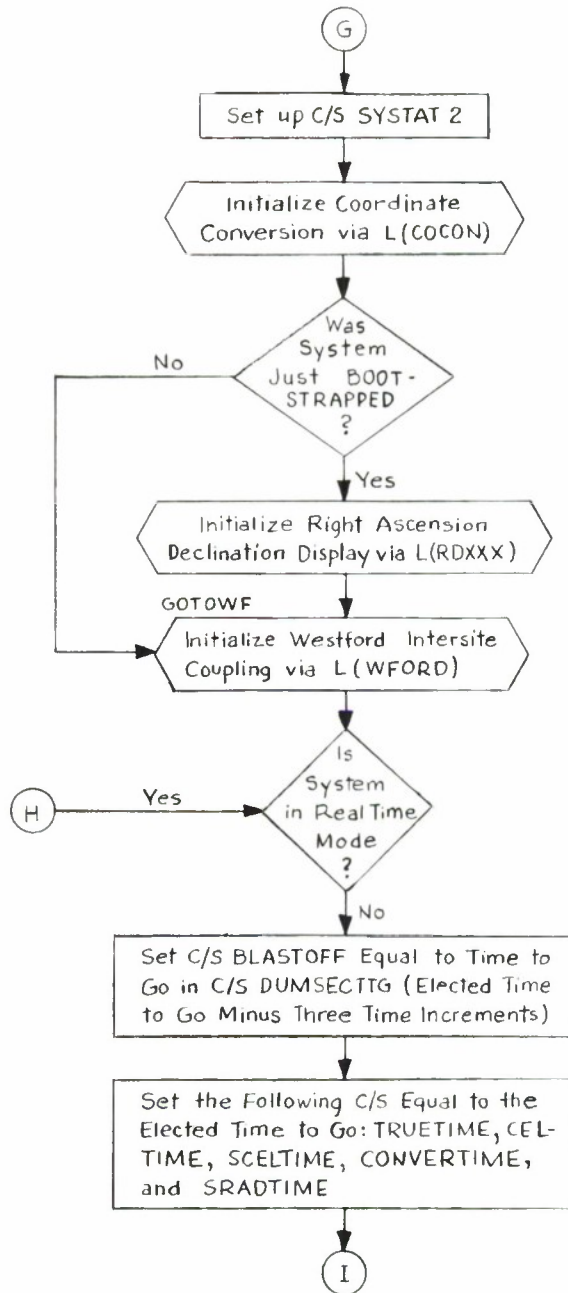 G
Set up C/S SYSTAT 2
Initialize Coordinate
Conversion via L(COCON)
Was
System
Just BOOT-
STRAPPED
?
No
Yes
Initialize Right Ascension
Declination Display via L(RDXXX)
GOTOWF
Initialize Westford Intersite
Coupling via L(WFORD)
Is
System
in Real Time
Mode
?
H
Yes
No
Set C/S BLASTOFF Equal to Time to
Go in C/S DUMSECTTG (Elected Time
to Go Minus Three Time Increments)
Set the Following C/S Equal to the
Elected Time to Go: TRUETIME, CEL-
TIME, SCELTIME, CONVERTIME,
and SRADTIME
I